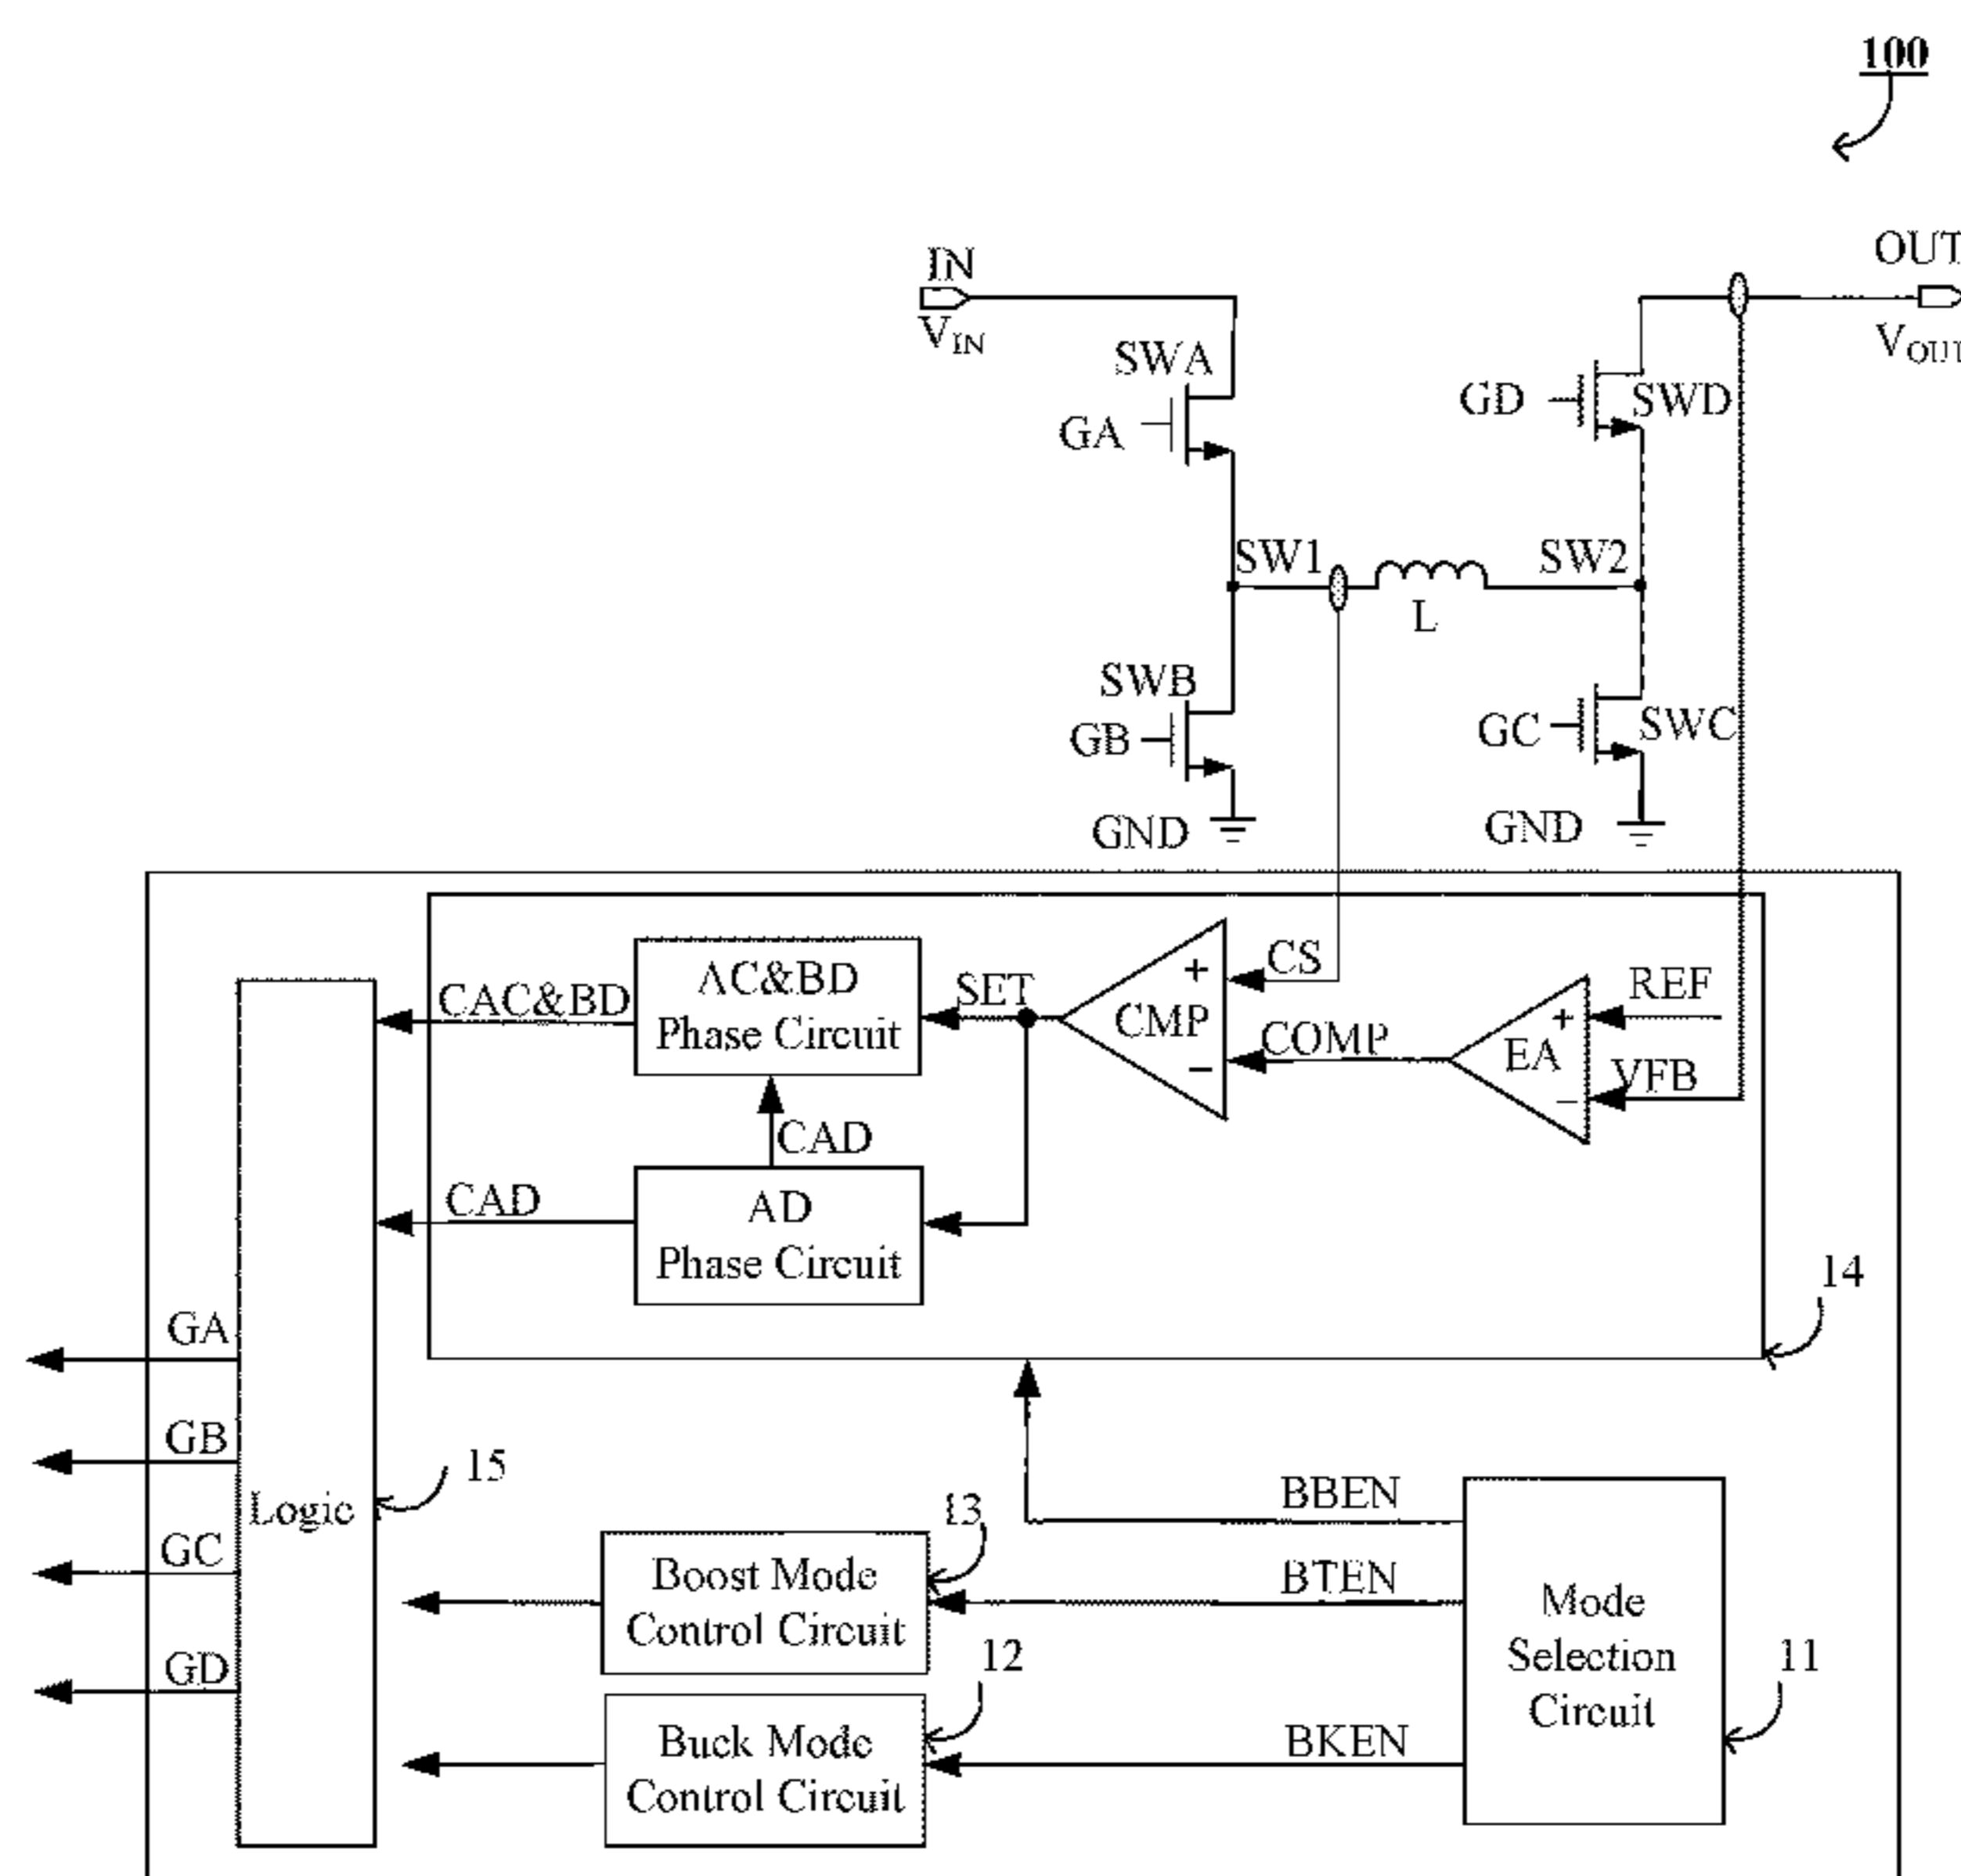 100
IN
OUT
VIN
VOUT
SWA
GD
SWD
GA
SW1
SW2
L
SWB
GB
GC
SWC
GND
GND
AC&BD
Phase Circuit
CAC&BD
SET
+
CMP
−
CS
COMP
+
EA
−
REF
VFB
CAD
CAD
AD
Phase Circuit
14
GA
GB
GC
GD
Logic
15
BBEN
13
Boost Mode
Control Circuit
BTEN
Mode
Selection
Circuit
12
11
Buck Mode
Control Circuit
BKEN